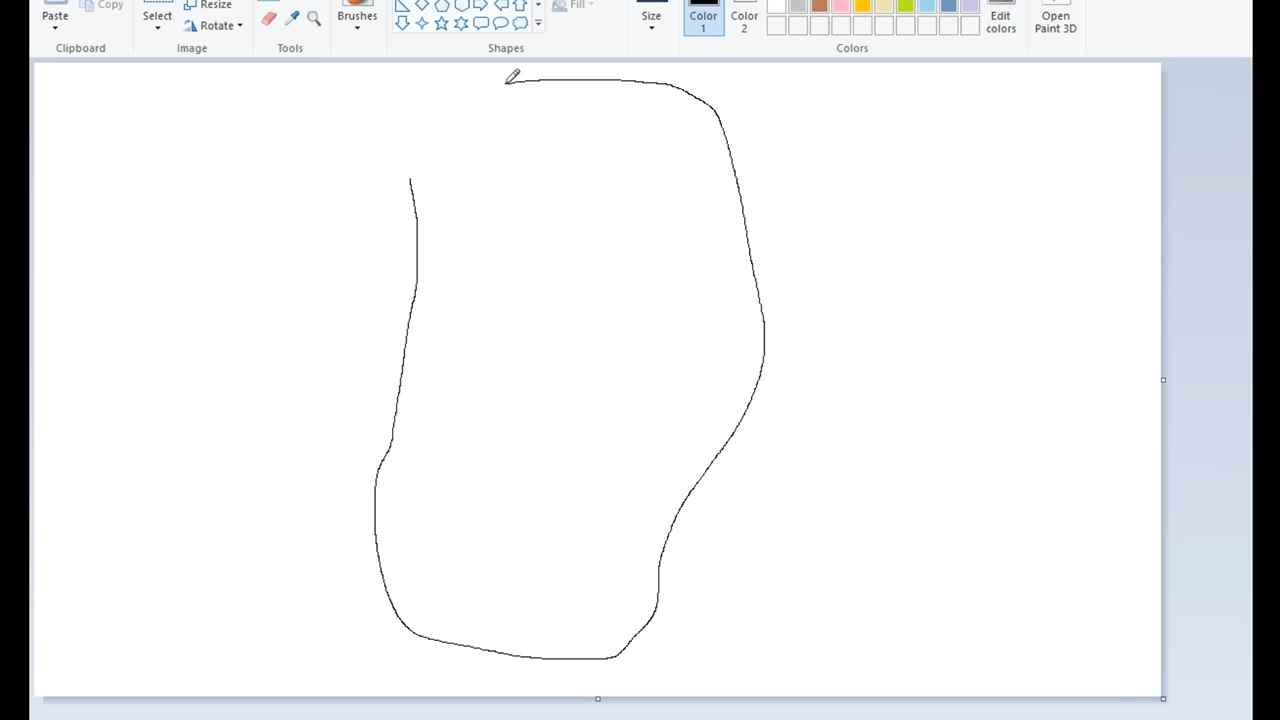 Paste
Copy
Select
Resize
Rotate
Brushes
Fill
Size
Color 1
Color 2
Edit colors
Open Paint 3D
Clipboard
Image
Tools
Shapes
Colors